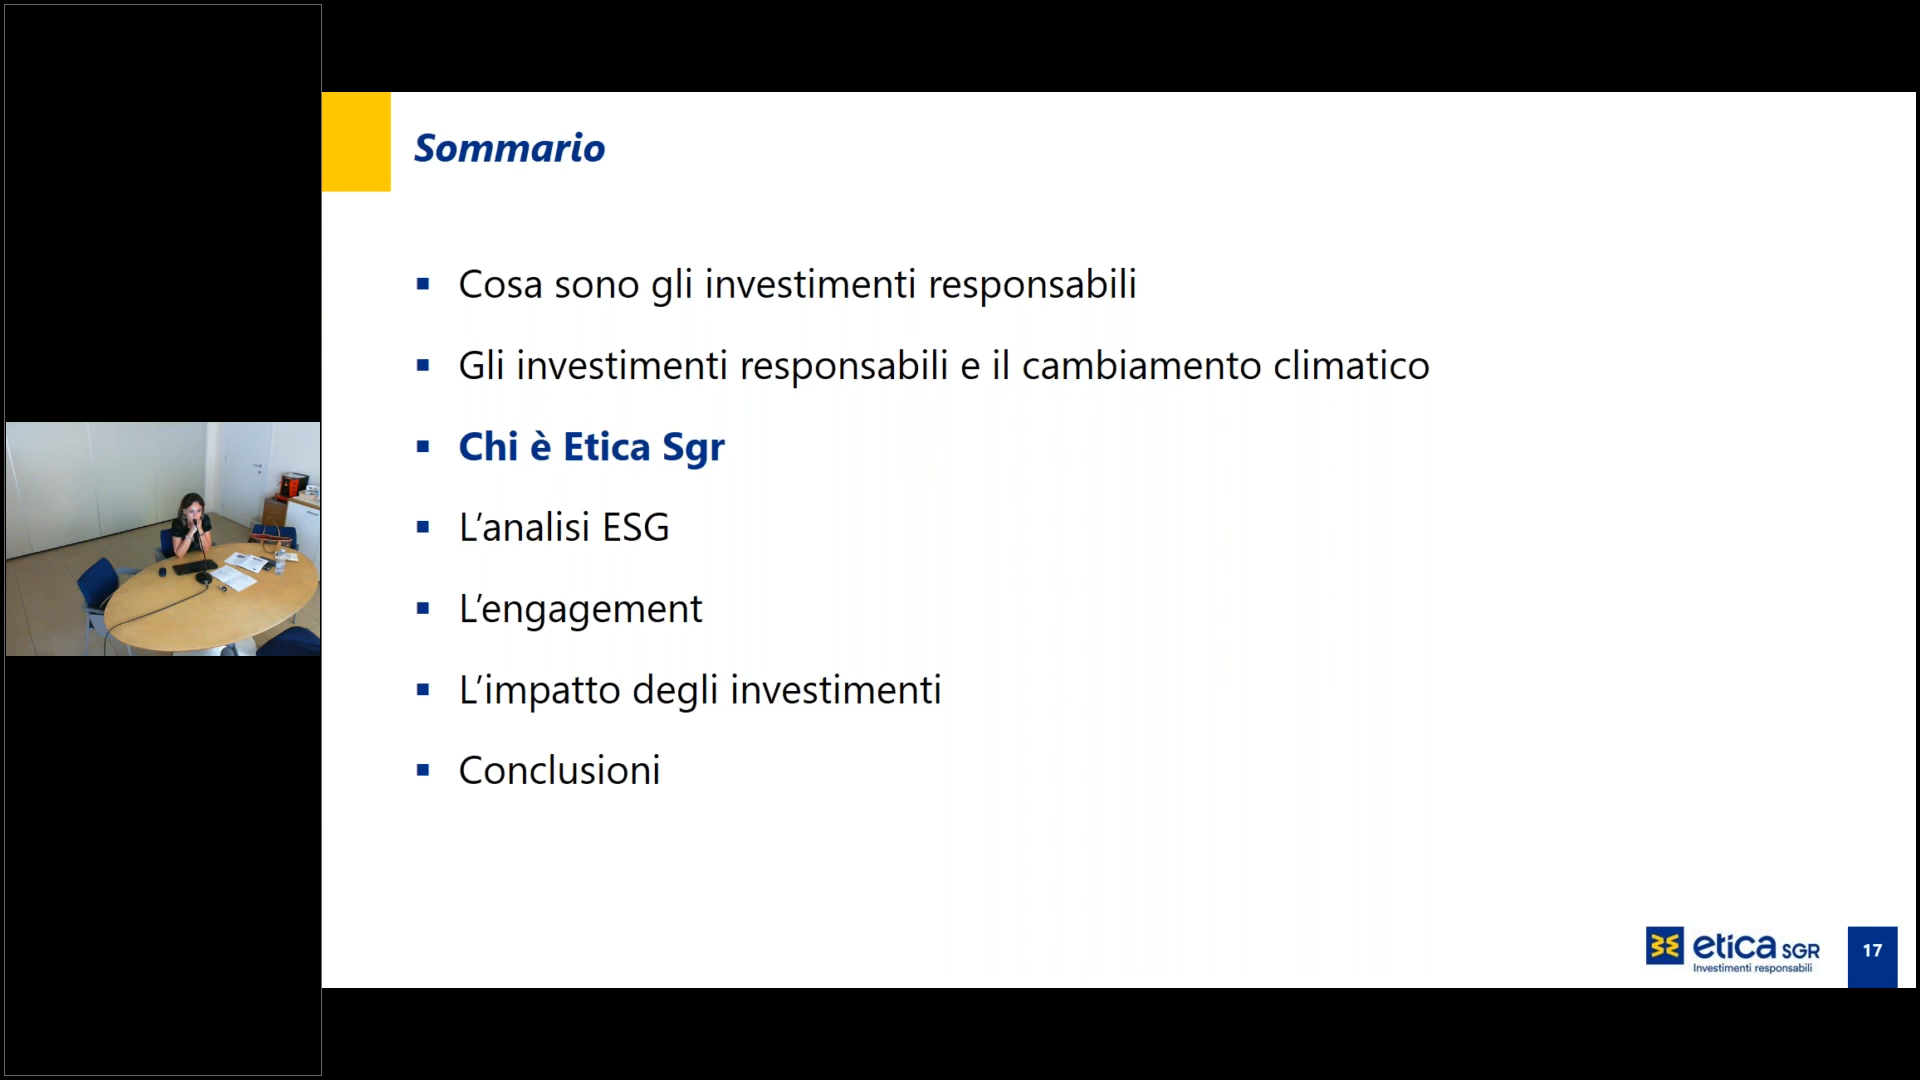 Sommario
Cosa sono gli investimenti responsabili
Gli investimenti responsabili e il cambiamento climatico
Chi è Etica Sgr
L’analisi ESG
L’engagement
L’impatto degli investimenti
Conclusioni
etica SGR
Investimenti responsabili
17